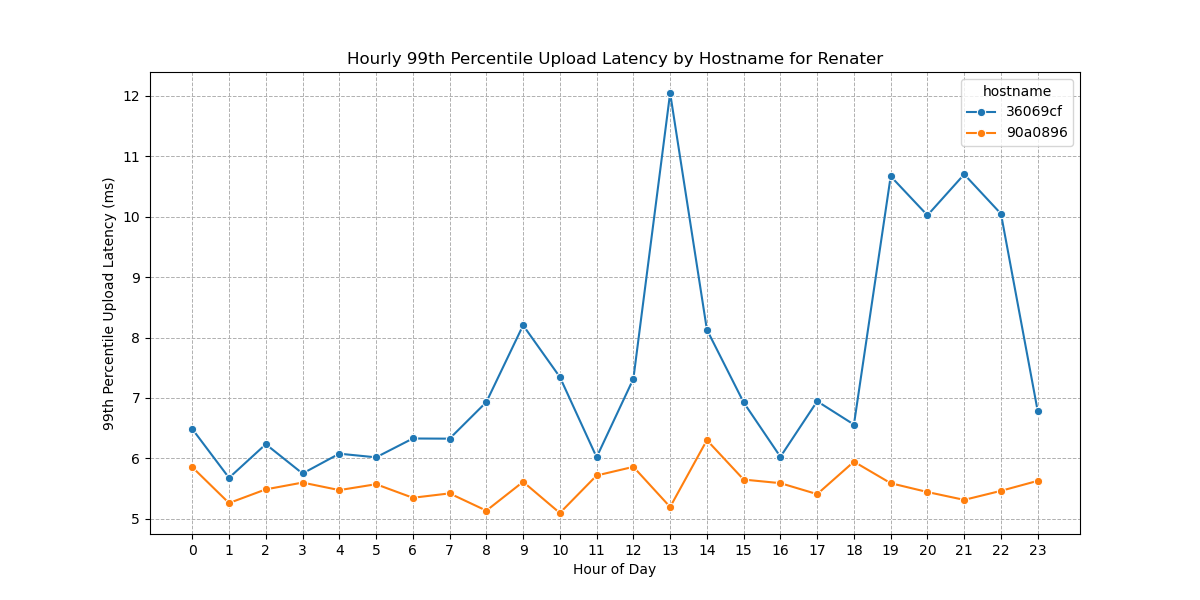 Hourly 99th Percentile Upload Latency by Hostname for Renater
hostname
36069cf
90a0896
99th Percentile Upload Latency (ms)
12
11
10
9
8
7
6
5
0 1 2 3 4 5 6 7 8 9 10 11 12 13 14 15 16 17 18 19 20 21 22 23
Hour of Day